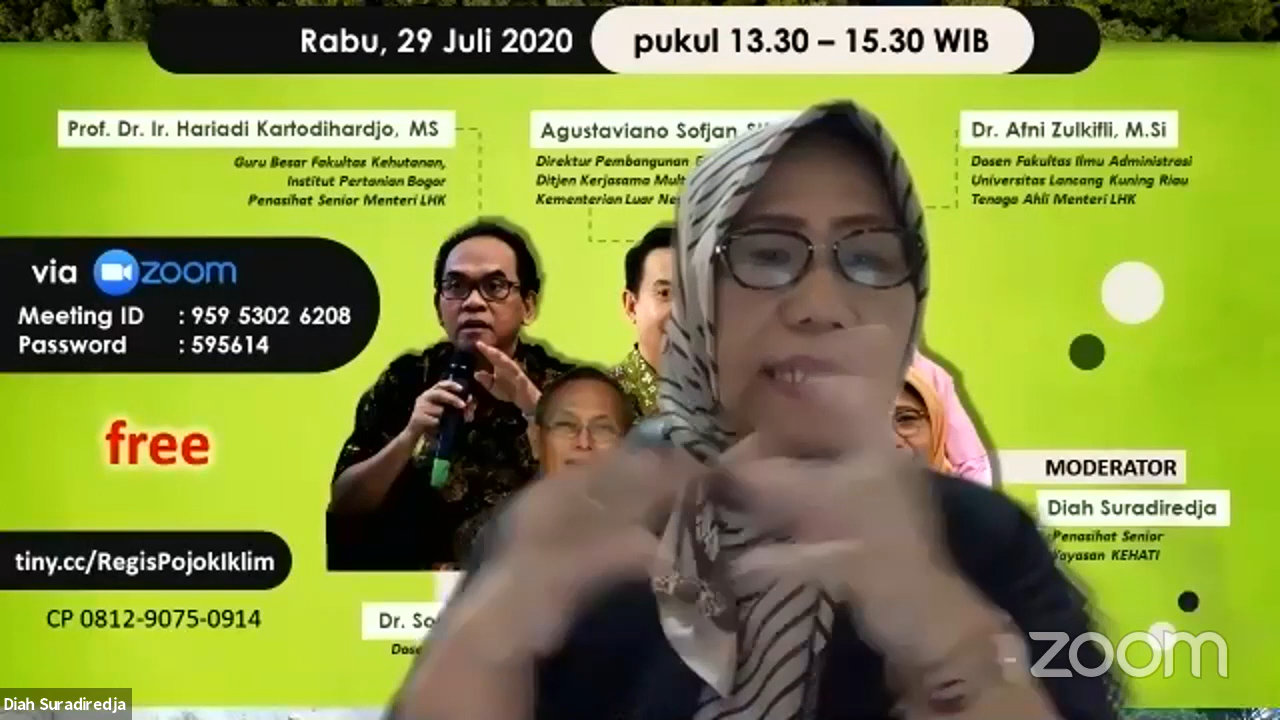 Rabu, 29 Juli 2020
pukul 13.30 – 15.30 WIB
Prof. Dr. Ir. Hariadi Kartodihardjo, MS
Guru Besar Fakultas Kehutanan,
Institut Pertanian Bogor
Penasihat Senior Menteri LHK
Agustaviano Sofjan
Direktur Pembangunan
Ditjen Kerjasama
Kementerian Luar
Dr. Afni Zulkifli, M.Si
Dosen Fakultas Ilmu Administrasi
Universitas Lancang Kuning Riau
Tenaga Ahli Menteri LHK
via zoom
Meeting ID : 959 5302 6208
Password : 595614
free
MODERATOR
Diah Suradiredja
Penasihat Senior
Yayasan KEHATI
tiny.cc/RegisPojokIklim
CP 0812-9075-0914
Dr.
zoom
Diah Suradiredja